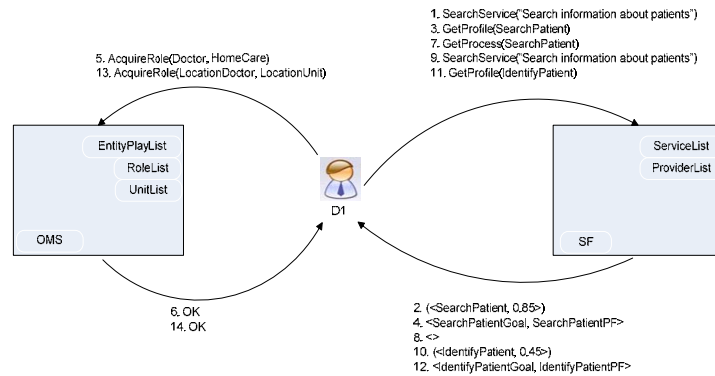 1. SearchService("Search information about patients")
3. GetProfile(SearchPatient)
7. GetProcess(SearchPatient)
9. SearchService("Search information about patients")
11. GetProfile(IdentifyPatient)
5. AcquireRole(Doctor, HomeCare)
13. AcquireRole(LocationDoctor, LocationUnit)
EntityPlayList
RoleList
UnitList
OMS
D1
ServiceList
ProviderList
SF
6. OK
14. OK
2. (<SearchPatient, 0.85>)
4. <SearchPatientGoal, SearchPatientPF>
8. <>
10. (<IdentifyPatient, 0.45>)
12. <IdentifyPatientGoal, IdentifyPatientPF>